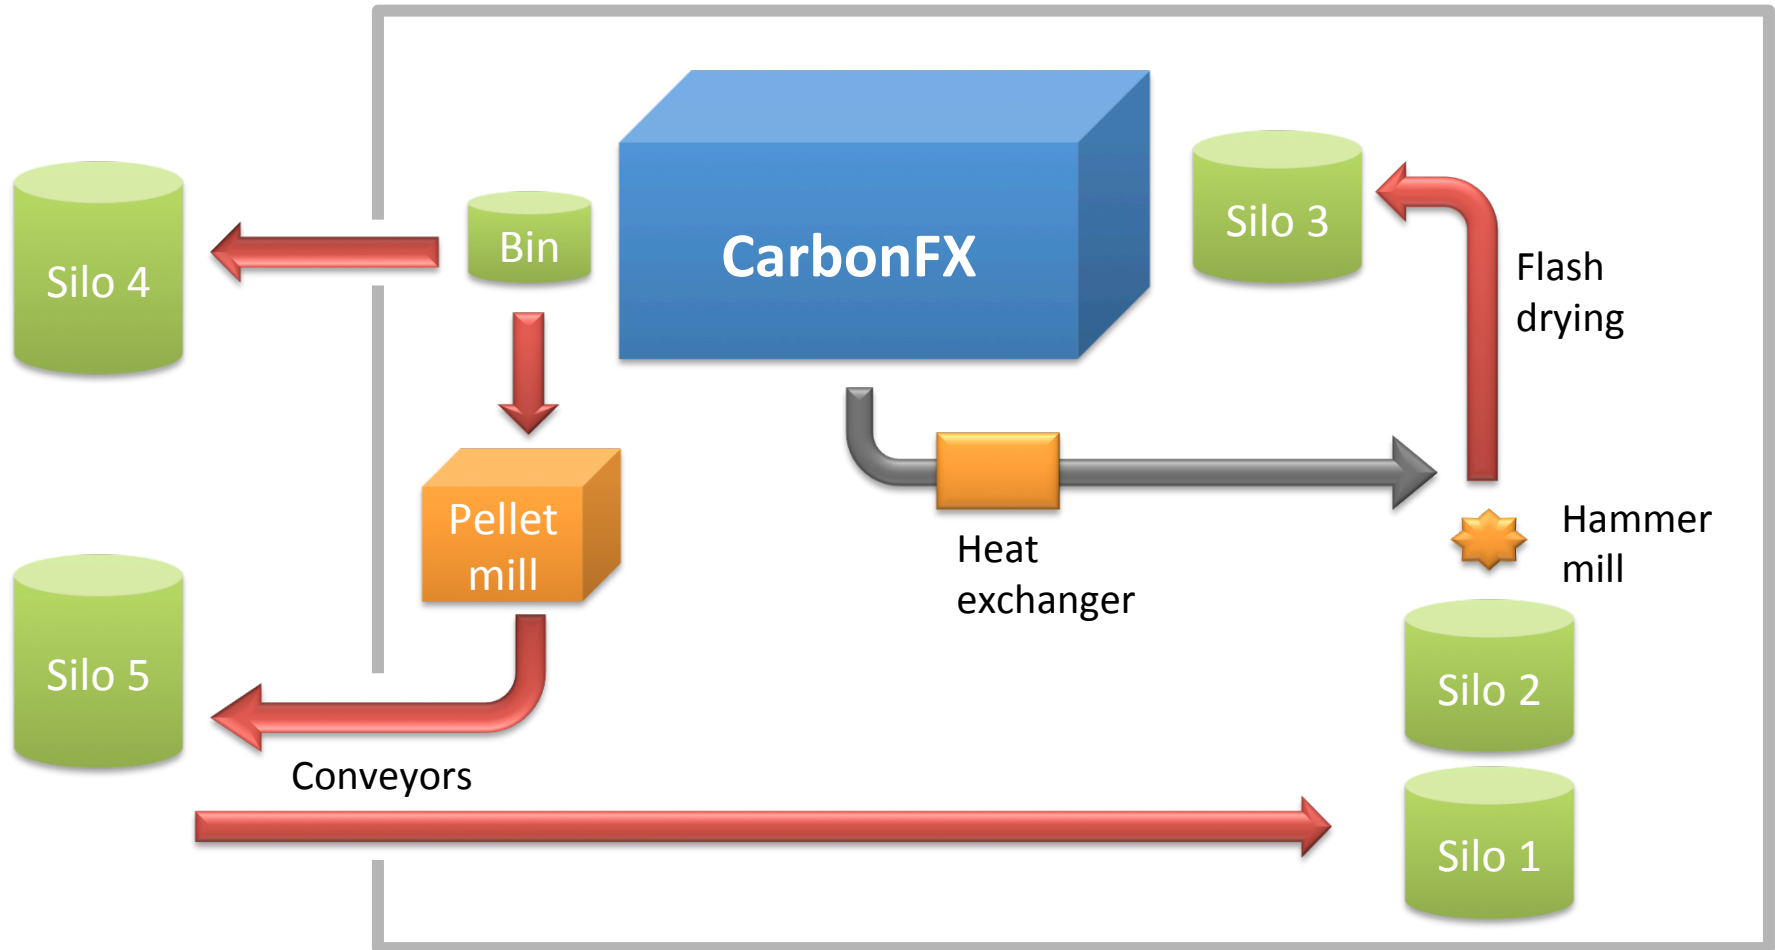 CarbonFX
Silo 3
Silo 4
Bin
Flash
drying
Pellet
mill
Heat
exchanger
Hammer
mill
Silo 5
Silo 2
Conveyors
Silo 1